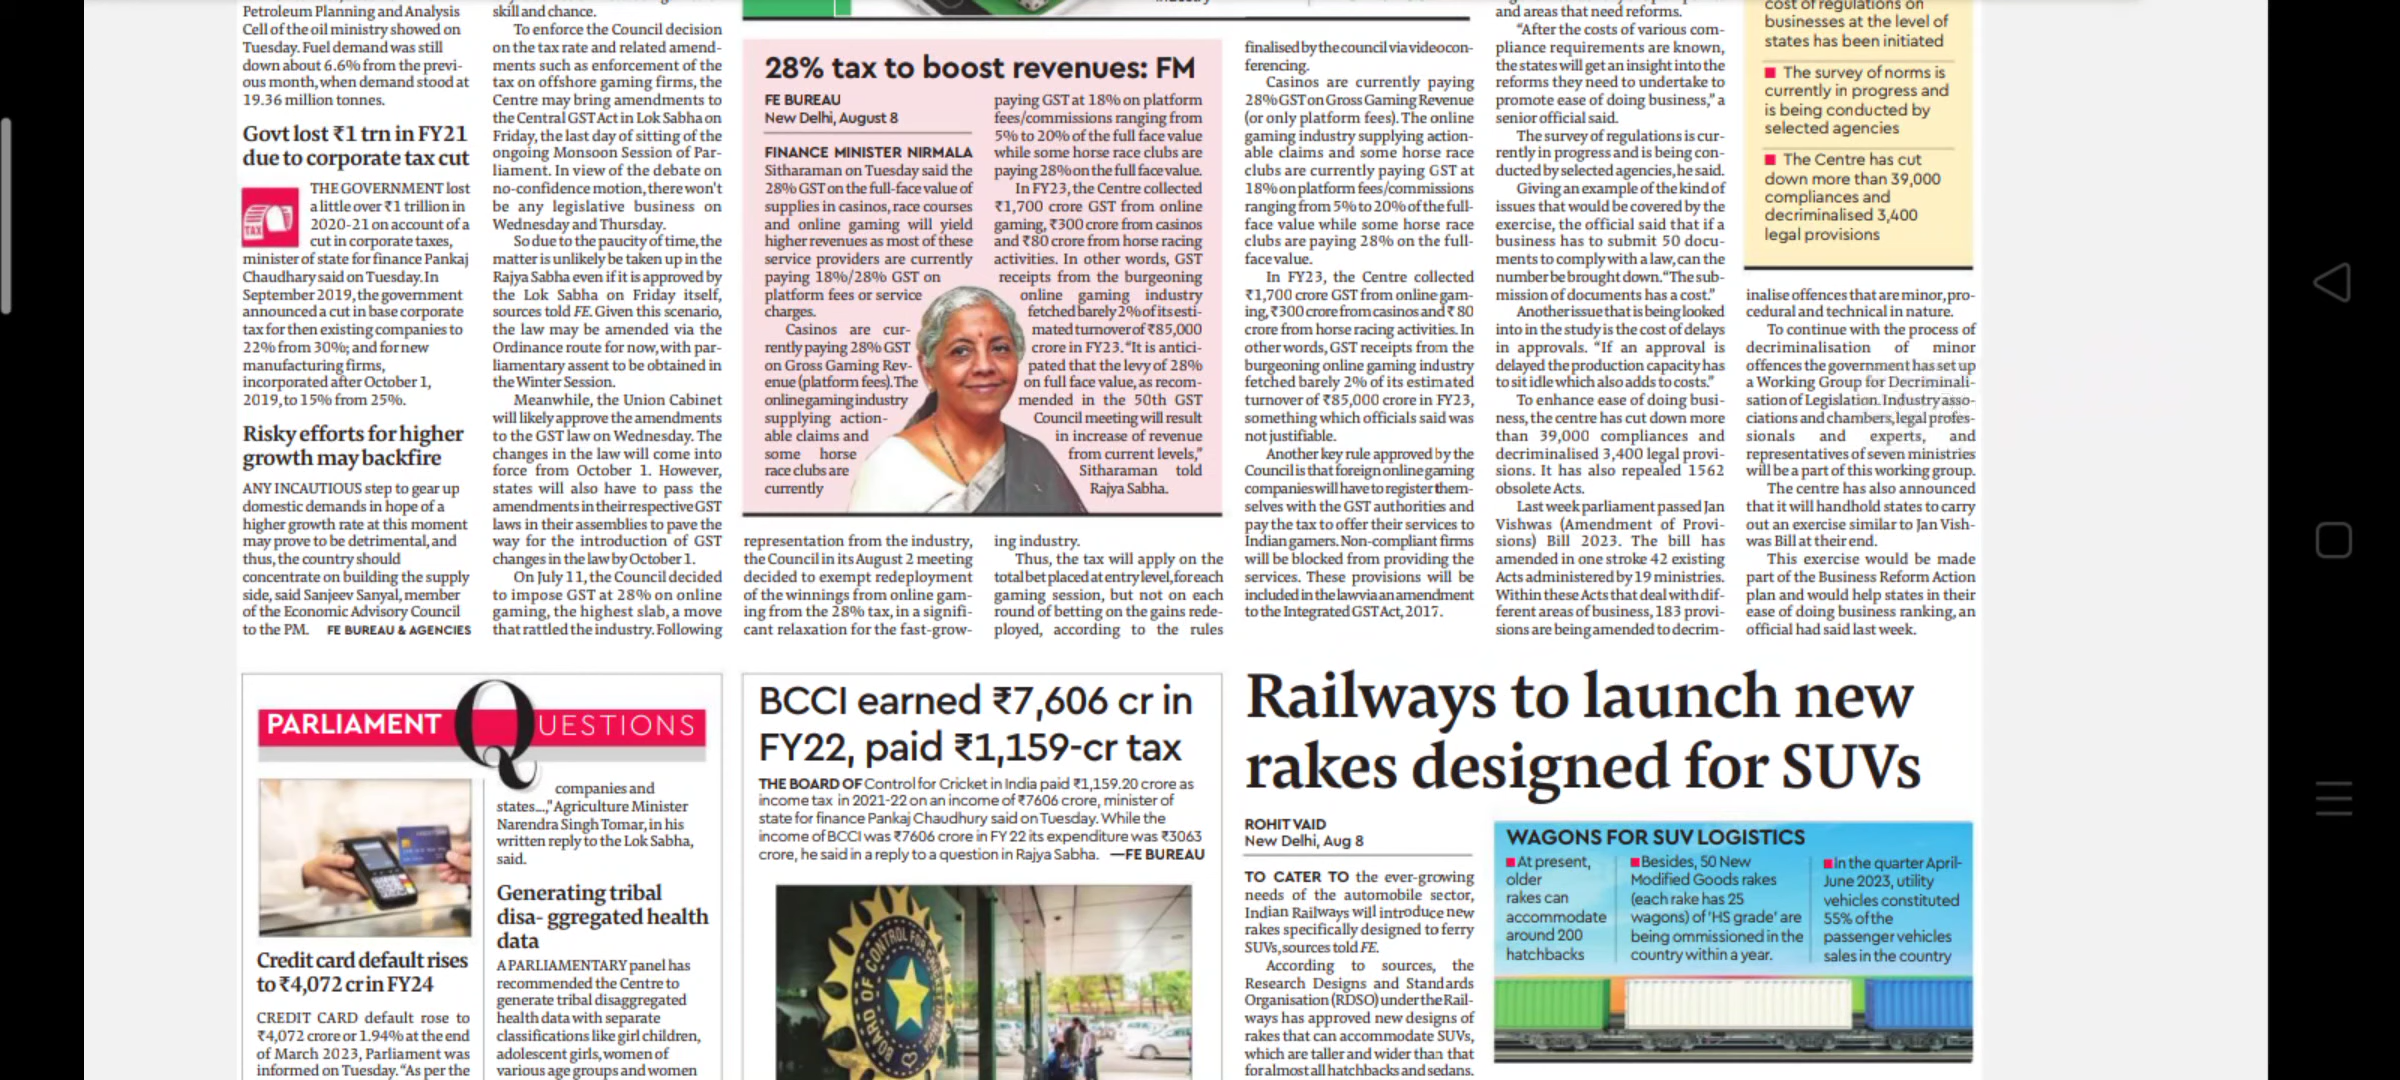 Petroleum Planning and Analysis
Cell of the oil ministry showed on
Tuesday. Fuel demand was still
down about 6.6% from the previ-
ous month, when demand stood at
19.36 million tonnes.
Govt lost ₹1 trn in FY21
due to corporate tax cut
TAX
THE GOVERNMENT lost
a little over ₹1 trillion in
2020-21 on account of a
cut in corporate taxes,
minister of state for finance Pankaj
Chaudhary said on Tuesday. In
September 2019, the government
announced a cut in base corporate
tax for then existing companies to
22% from 30%; and for new
manufacturing firms,
incorporated after October 1,
2019, to 15% from 25%.
Risky efforts for higher
growth may backfire
ANY INCAUTIOUS step to gear up
domestic demands in hope of a
higher growth rate at this moment
may prove to be detrimental, and
thus, the country should
concentrate on building the supply
side, said Sanjeev Sanyal, member
of the Economic Advisory Council
to the PM. FE BUREAU & AGENCIES
skill and chance.
To enforce the Council decision
on the tax rate and related amend-
ments such as enforcement of the
tax on offshore gaming firms, the
Centre may bring amendments to
the Central GST Act in Lok Sabha on
Friday, the last day of sitting of the
ongoing Monsoon Session of Par-
liament. In view of the debate on
no-confidence motion, there won't
be any legislative business on
Wednesday and Thursday.
So due to the paucity of time, the
matter is unlikely be taken up in the
Rajya Sabha even if it is approved by
the Lok Sabha on Friday itself,
sources told FE. Given this scenario,
the law may be amended via the
Ordinance route for now, with par-
liamentary assent to be obtained in
the Winter Session.
Meanwhile, the Union Cabinet
will likely approve the amendments
to the GST law on Wednesday. The
changes in the law will come into
force from October 1. However,
states will also have to pass the
amendments in their respective GST
laws in their assemblies to pave the
way for the introduction of GST
changes in the law by October 1.
On July 11, the Council decided
to impose GST at 28% on online
gaming, the highest slab, a move
that rattled the industry. Following
28% tax to boost revenues: FM
FE BUREAU
New Delhi, August 8
FINANCE MINISTER NIRMALA
Sitharaman on Tuesday said the
28% GST on the full-face value of
supplies in casinos, race courses
and online gaming will yield
higher revenues as most of these
service providers are currently
paying 18%/28% GST on
platform fees or service
charges.
Casinos are cur-
rently paying 28% GST
on Gross Gaming Rev-
enue (platform fees). The
online gaming industry
supplying action-
able claims and
some horse
race clubs are
currently
paying GST at 18% on platform
fees/commissions ranging from
5% to 20% of the full face value
while some horse race clubs are
paying 28% on the full face value.
In FY23, the Centre collected
₹1,700 crore GST from online
gaming, ₹300 crore from casinos
and ₹80 crore from horse racing
activities. In other words, GST
receipts from the burgeoning
online gaming industry
fetched barely 2% of its esti-
mated turnover of ₹85,000
crore in FY23. "It is antici-
pated that the levy of 28%
on full face value, as recom-
mended in the 50th GST
Council meeting will result
in increase of revenue
from current levels,"
Sitharaman told
Rajya Sabha.
representation from the industry,
the Council in its August 2 meeting
decided to exempt redeployment
of the winnings from online gam-
ing from the 28% tax, in a signifi-
cant relaxation for the fast-grow-
ing industry.
Thus, the tax will apply on the
total bet placed at entry level, for each
gaming session, but not on each
round of betting on the gains rede-
ployed, according to the rules
finalised by the council via videocon-
ferencing.
Casinos are currently paying
28% GST on Gross Gaming Revenue
(or only platform fees). The online
gaming industry supplying action-
able claims and some horse race
clubs are currently paying GST at
18% on platform fees/commissions
ranging from 5% to 20% of the full-
face value while some horse race
clubs are paying 28% on the full-
face value.
In FY23, the Centre collected
₹1,700 crore GST from online gam-
ing, ₹300 crore from casinos and ₹80
crore from horse racing activities. In
other words, GST receipts from the
burgeoning online gaming industry
fetched barely 2% of its estimated
turnover of ₹85,000 crore in FY23,
something which officials said was
not justifiable.
Another key rule approved by the
Council is that foreign online gaming
companies will have to register them-
selves with the GST authorities and
pay the tax to offer their services to
Indian gamers. Non-compliant firms
will be blocked from providing the
services. These provisions will be
included in the law via an amendment
to the Integrated GST Act, 2017.
and areas that need reforms.
"After the costs of various com-
pliance requirements are known,
the states will get an insight into the
reforms they need to undertake to
promote ease of doing business," a
senior official said.
The survey of regulations is cur-
rently in progress and is being con-
ducted by selected agencies, he said.
Giving an example of the kind of
issues that would be covered by the
exercise, the official said that if a
business has to submit 50 docu-
ments to comply with a law, can the
number be brought down. "The sub-
mission of documents has a cost."
Another issue that is being looked
into in the study is the cost of delays
in approvals. "If an approval is
delayed the production capacity has
to sit idle which also adds to costs."
To enhance ease of doing busi-
ness, the centre has cut down more
than 39,000 compliances and
decriminalised 3,400 legal provi-
sions. It has also repealed 1562
obsolete Acts.
Last week parliament passed Jan
Vishwas (Amendment of Provi-
sions) Bill 2023. The bill has
amended in one stroke 42 existing
Acts administered by 19 ministries.
Within these Acts that deal with dif-
ferent areas of business, 183 provi-
sions are being amended to decrim-
cost of regulations on
businesses at the level of
states has been initiated
The survey of norms is
currently in progress and
is being conducted by
selected agencies
The Centre has cut
down more than 39,000
compliances and
decriminalised 3,400
legal provisions
inalise offences that are minor, pro-
cedural and technical in nature.
To continue with the process of
decriminalisation of minor
offences the government has set up
a Working Group for Decriminali-
sation of Legislation. Industry asso-
ciations and chambers, legal profes-
sionals and experts, and
representatives of seven ministries
will be a part of this working group.
The centre has also announced
that it will handhold states to carry
out an exercise similar to Jan Vish-
was Bill at their end.
This exercise would be made
part of the Business Reform Action
plan and would help states in their
ease of doing business ranking, an
official had said last week.
PARLIAMENT QUESTIONS
Credit card default rises
to ₹4,072 cr in FY24
CREDIT CARD default rose to
₹4,072 crore or 1.94% at the end
of March 2023, Parliament was
informed on Tuesday. "As per the
companies and
states...," Agriculture Minister
Narendra Singh Tomar, in his
written reply to the Lok Sabha,
said.
Generating tribal
disa- ggregated health
data
A PARLIAMENTARY panel has
recommended the Centre to
generate tribal disaggregated
health data with separate
classifications like girl children,
adolescent girls, women of
various age groups and women
BCCI earned ₹7,606 cr in
FY22, paid ₹1,159-cr tax
THE BOARD OF Control for Cricket in India paid ₹1,159.20 crore as
income tax in 2021-22 on an income of ₹7606 crore, minister of
state for finance Pankaj Chaudhury said on Tuesday. While the
income of BCCI was ₹7606 crore in FY 22 its expenditure was ₹3063
crore, he said in a reply to a question in Rajya Sabha. —FE BUREAU
BOARD OF CONTROL FOR
Railways to launch new
rakes designed for SUVs
ROHIT VAID
New Delhi, Aug 8
TO CATER TO the ever-growing
needs of the automobile sector,
Indian Railways will introduce new
rakes specifically designed to ferry
SUVs, sources told FE.
According to sources, the
Research Designs and Standards
Organisation (RDSO) under the Rail-
ways has approved new designs of
rakes that can accommodate SUVs,
which are taller and wider than that
for almost all hatchbacks and sedans.
WAGONS FOR SUV LOGISTICS
At present,
older
rakes can
accommodate
around 200
hatchbacks
Besides, 50 New
Modified Goods rakes
(each rake has 25
wagons) of 'HS grade' are
being ommissioned in the
country within a year.
In the quarter April-
June 2023, utility
vehicles constituted
55% of the
passenger vehicles
sales in the country